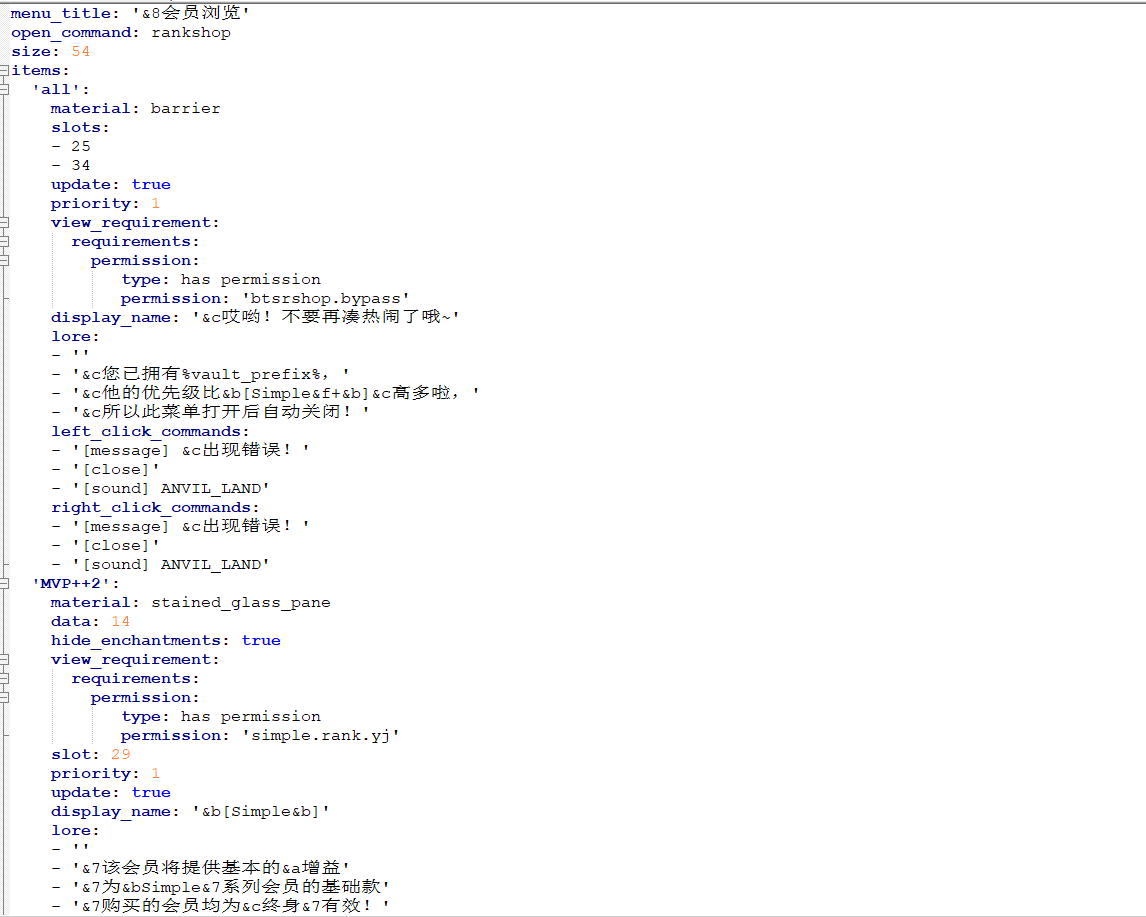 menu_title: '&8会员浏览'
open_command: rankshop
size: 54
items:
  'all':
    material: barrier
    slots:
    - 25
    - 34
    update: true
    priority: 1
    view_requirement:
      requirements:
        permission:
           type: has permission
           permission: 'btsrshop.bypass'
    display_name: '&c哎哟！不要再凑热闹了哦~'
    lore:
    - ''
    - '&c您已拥有%vault_prefix%，'
    - '&c他的优先级比&b[Simple&f+&b]&c高多啦，'
    - '&c所以此菜单打开后自动关闭！'
    left_click_commands:
    - '[message] &c出现错误！'
    - '[close]'
    - '[sound] ANVIL_LAND'
    right_click_commands:
    - '[message] &c出现错误！'
    - '[close]'
    - '[sound] ANVIL_LAND'
  'MVP++2':
    material: stained_glass_pane
    data: 14
    hide_enchantments: true
    view_requirement:
      requirements:
        permission:
           type: has permission
           permission: 'simple.rank.yj'
    slot: 29
    priority: 1
    update: true
    display_name: '&b[Simple&b]'
    lore:
    - ''
    - '&7该会员将提供基本的&a增益'
    - '&7为&bSimple&7系列会员的基础款'
    - '&7购买的会员均为&c终身&7有效！'